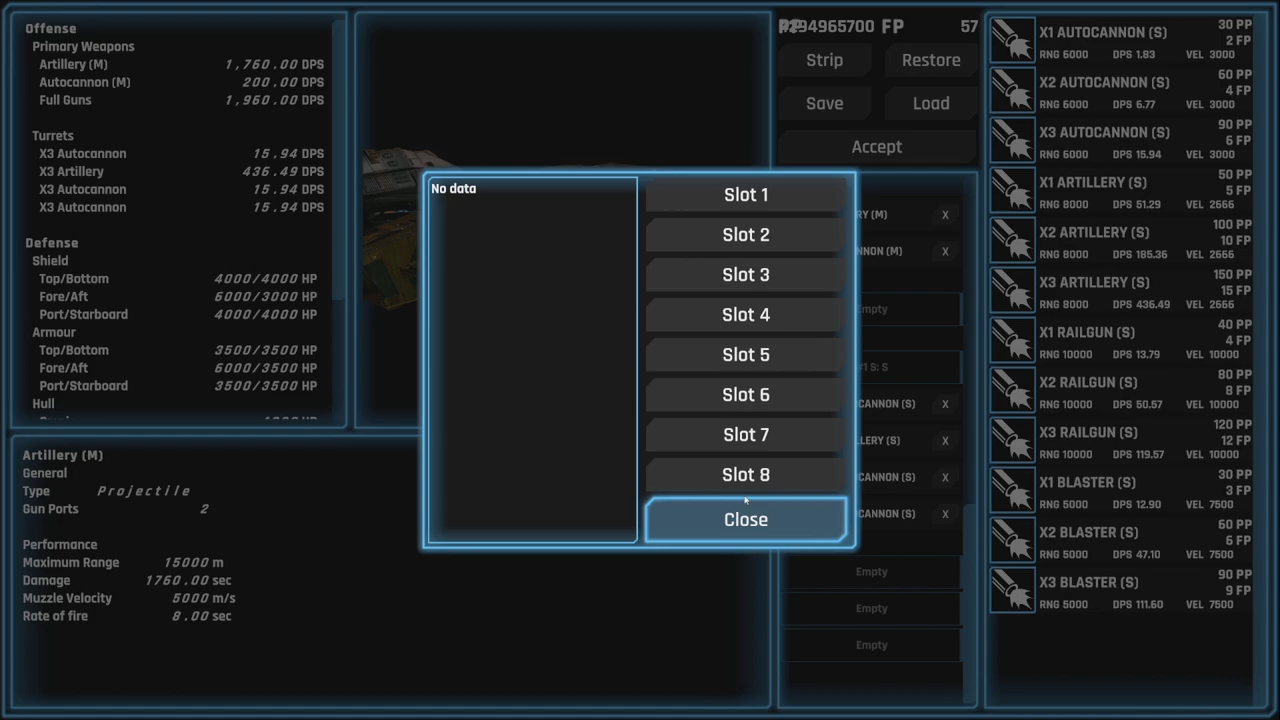 Offense
Primary Weapons
Artillery (M) 1,760.00 DPS
Autocannon (M) 200.00 DPS
Full Guns 1,960.00 DPS
Turrets
X3 Autocannon 15.94 DPS
X3 Artillery 436.49 DPS
X3 Autocannon 15.94 DPS
X3 Autocannon 15.94 DPS
Defense
Shield
Top/Bottom 4000/4000 HP
Fore/Aft 6000/3000 HP
Port/Starboard 4000/4000 HP
Armour
Top/Bottom 3500/3500 HP
Fore/Aft 6000/3500 HP
Port/Starboard 3500/3500 HP
Hull
Artillery (M)
General
Type Projectile
Gun Ports 2
Performance
Maximum Range 15000 m
Damage 1760.00 sec
Muzzle Velocity 5000 m/s
Rate of fire 8.00 sec
No data
Slot 1
Slot 2
Slot 3
Slot 4
Slot 5
Slot 6
Slot 7
Slot 8
Close
94965700 FP 57
Strip Restore
Save Load
Accept
RY (M) X
NNON (M) X
Empty
#1 S: S
CANNON (S) X
LLERY (S) X
CANNON (S) X
CANNON (S) X
Empty
Empty
Empty
X1 AUTOCANNON (S) 30 PP
2 FP
RNG 6000 DPS 1.83 VEL 3000
X2 AUTOCANNON (S) 60 PP
4 FP
RNG 6000 DPS 6.77 VEL 3000
X3 AUTOCANNON (S) 90 PP
6 FP
RNG 6000 DPS 15.94 VEL 3000
X1 ARTILLERY (S) 50 PP
5 FP
RNG 8000 DPS 51.29 VEL 2666
X2 ARTILLERY (S) 100 PP
10 FP
RNG 8000 DPS 185.36 VEL 2666
X3 ARTILLERY (S) 150 PP
15 FP
RNG 8000 DPS 436.49 VEL 2666
X1 RAILGUN (S) 40 PP
4 FP
RNG 10000 DPS 13.79 VEL 10000
X2 RAILGUN (S) 80 PP
8 FP
RNG 10000 DPS 50.57 VEL 10000
X3 RAILGUN (S) 120 PP
12 FP
RNG 10000 DPS 119.57 VEL 10000
X1 BLASTER (S) 30 PP
3 FP
RNG 5000 DPS 12.90 VEL 7500
X2 BLASTER (S) 60 PP
6 FP
RNG 5000 DPS 47.10 VEL 7500
X3 BLASTER (S) 90 PP
9 FP
RNG 5000 DPS 111.60 VEL 7500